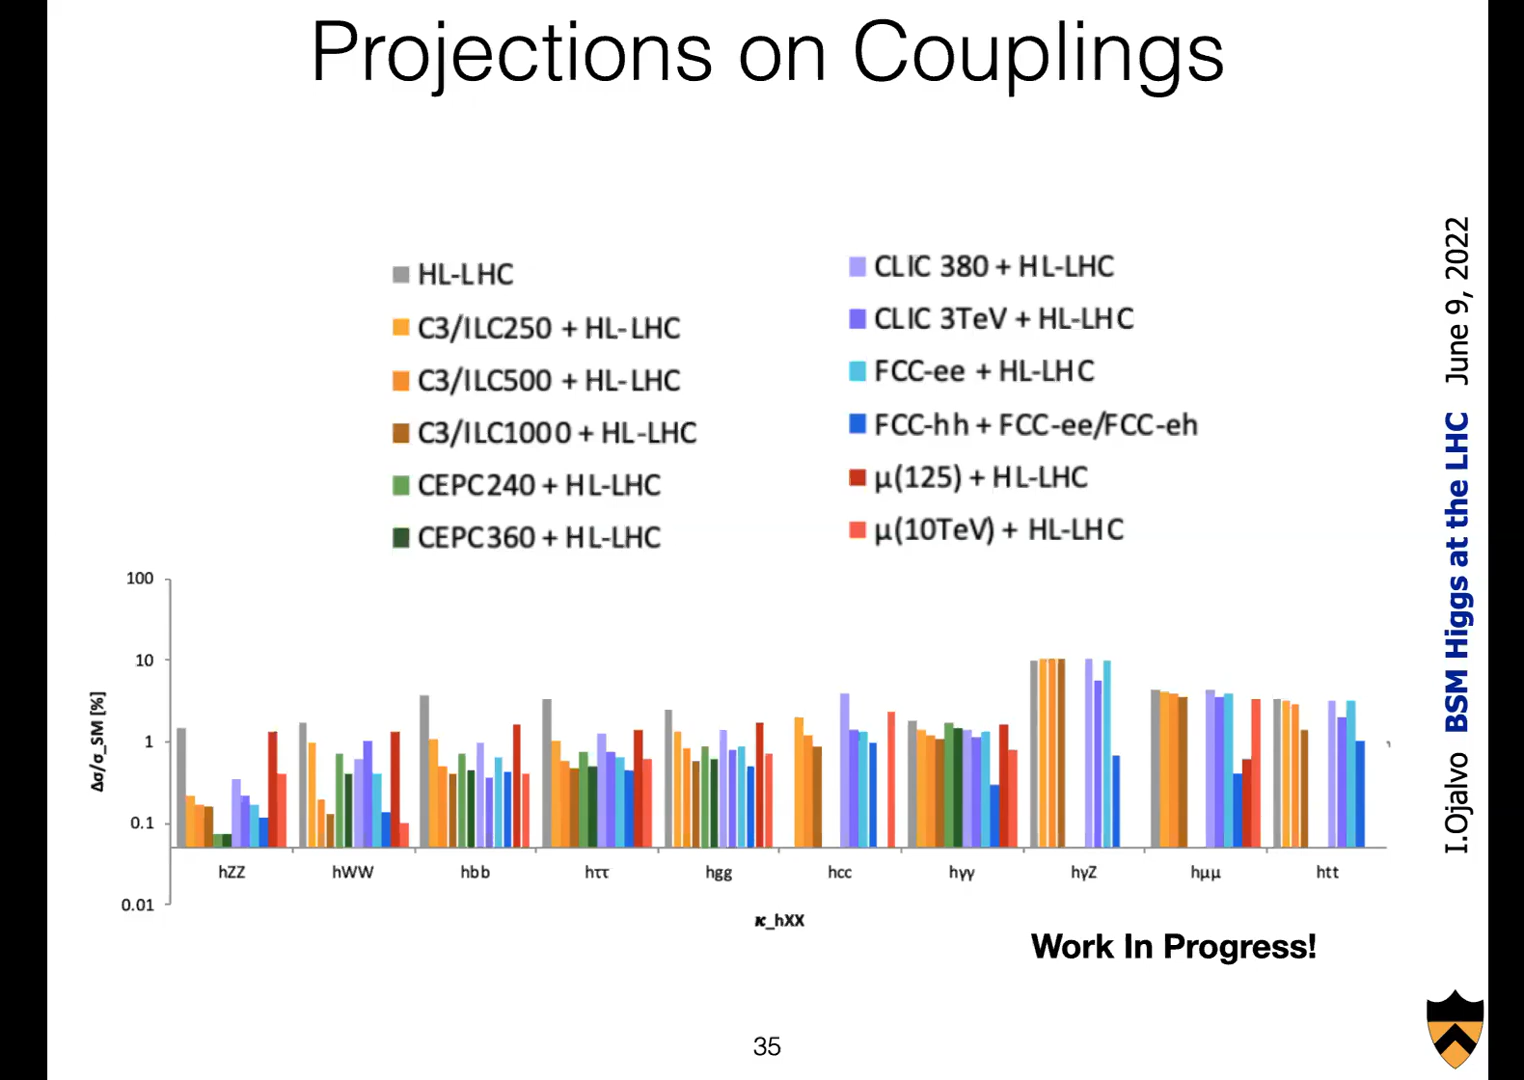 Projections on Couplings
HL-LHC
C3/ILC250 + HL-LHC
C3/ILC500 + HL-LHC
C3/ILC1000 + HL-LHC
CEPC240 + HL-LHC
CEPC360 + HL-LHC
CLIC 380 + HL-LHC
CLIC 3TeV + HL-LHC
FCC-ee + HL-LHC
FCC-hh + FCC-ee/FCC-eh
μ(125) + HL-LHC
μ(10TeV) + HL-LHC
100
10
1
0.1
0.01
Δσ/σ_SM [%]
hZZ
hWW
hbb
hττ
hgg
hcc
hγγ
hγZ
hμμ
htt
κ_hXX
Work In Progress!
35
I.Ojalvo BSM Higgs at the LHC June 9, 2022